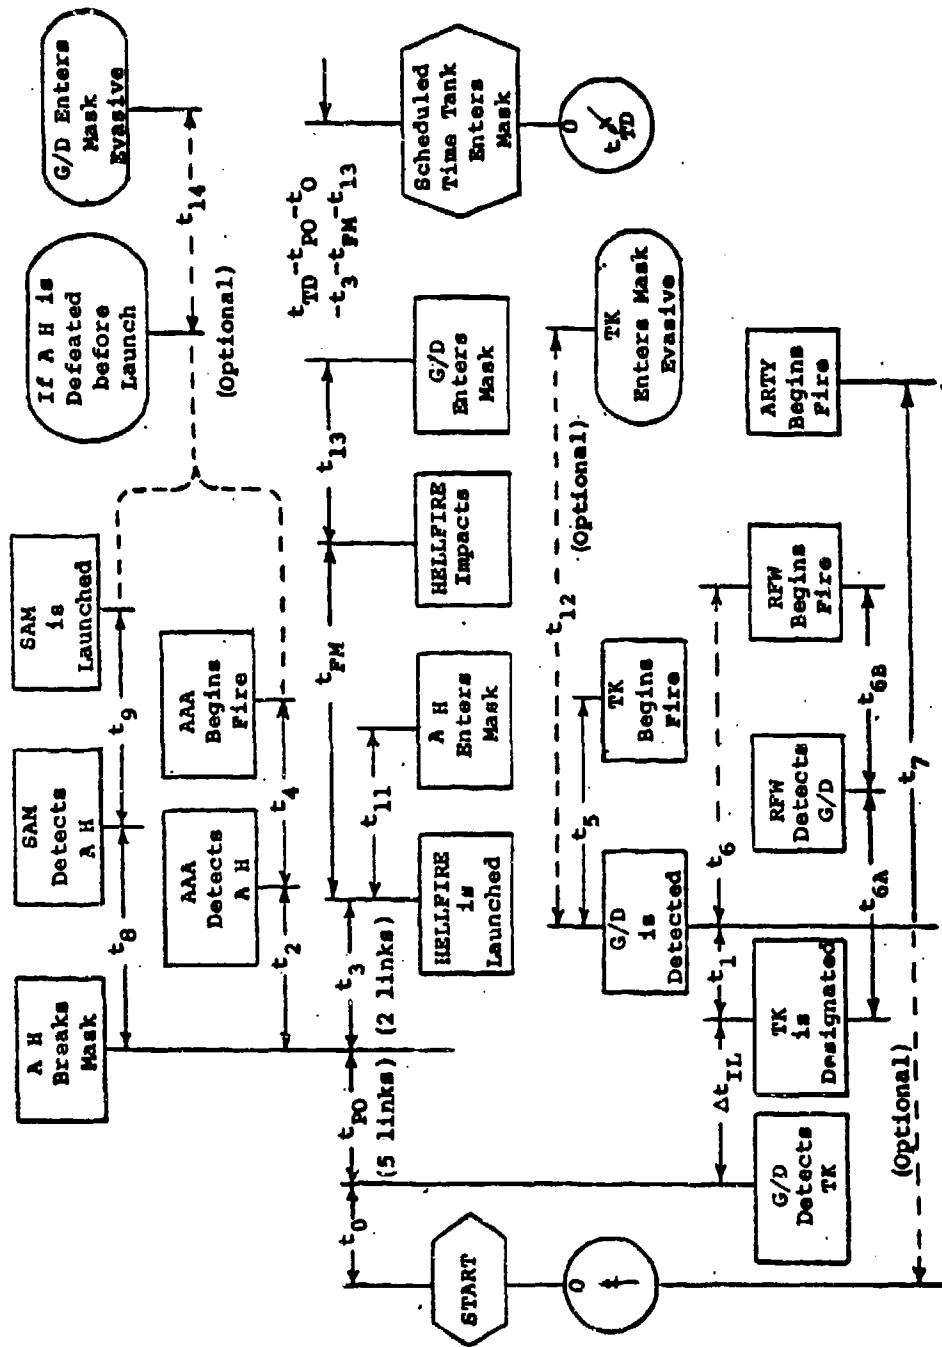 A H
Breaks
Mask
SAM
Detects
A H
SAM
is
Launched
If A H is
Defeated
before
Launch
G/D Enters
Mask
Evasive
t8
t9
t14
AAA
Detects
A H
AAA
Begins
Fire
(Optional)
t2
t4
t0
tPO
(5 links)
t3
(2 links)
tFM
t11
t13
tTD-tPO-t0
-t3-tFM-t13
START
HELLFIRE
is
Launched
A H
Enters
Mask
HELLFIRE
Impacts
G/D
Enters
Mask
Scheduled
Time Tank
Enters
Mask
0
0
tTD
t12
(Optional)
t5
G/D
is
Detected
TK
Begins
Fire
TK
Enters Mask
Evasive
ΔtIL
t1
t6
G/D
Detects
TK
TK
is
Designated
RFW
Detects
G/D
RFW
Begins
Fire
ARTY
Begins
Fire
t6A
t6B
(Optional)
t7